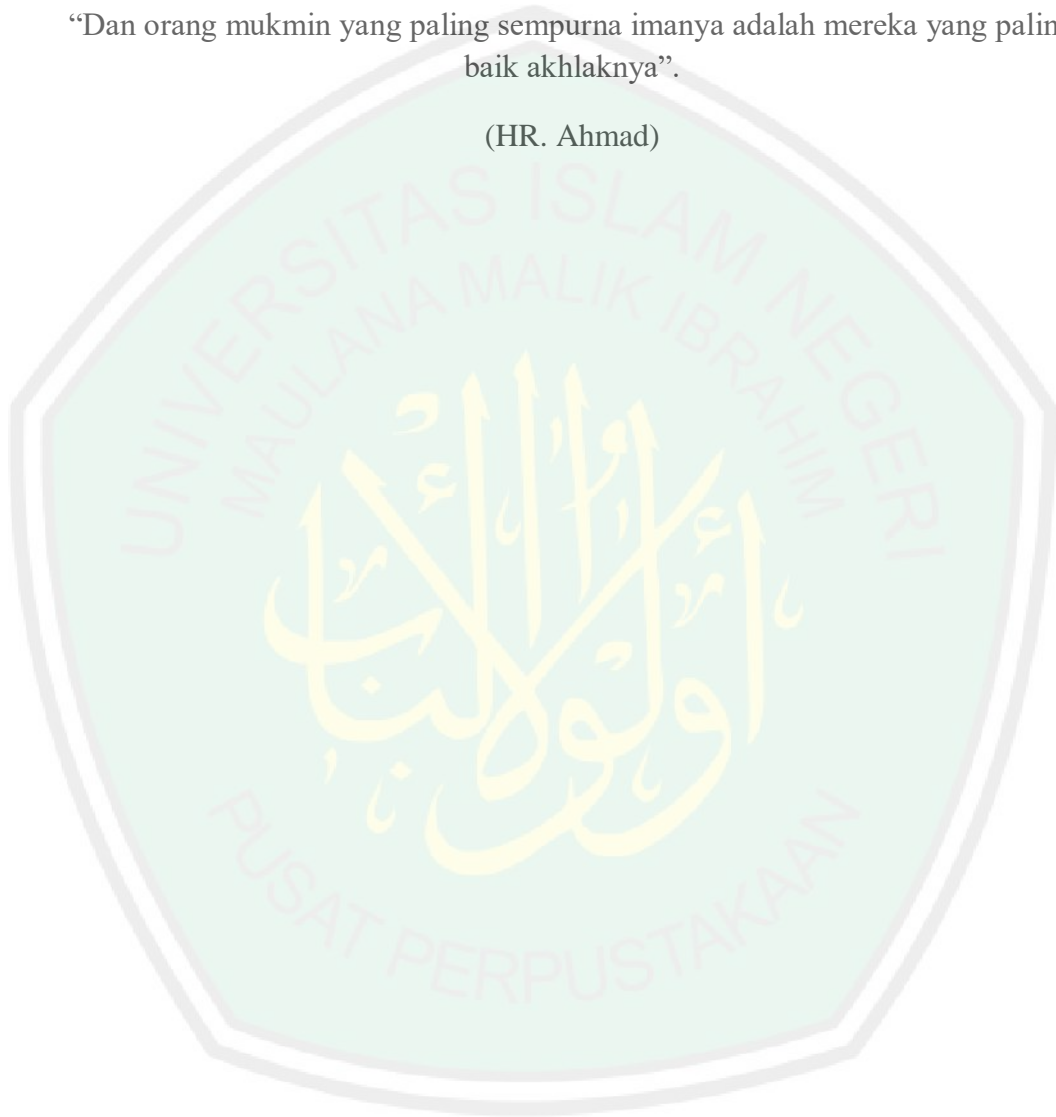 “Dan orang mukmin yang paling sempurna imanya adalah mereka yang palin
baik akhlaknya”.
(HR. Ahmad)
UNIVERSITAS ISLAM NEGERI
MAULANA MALIK IBRAHIM
أولوا الألباب
PUSAT PERPUSTAKAAN